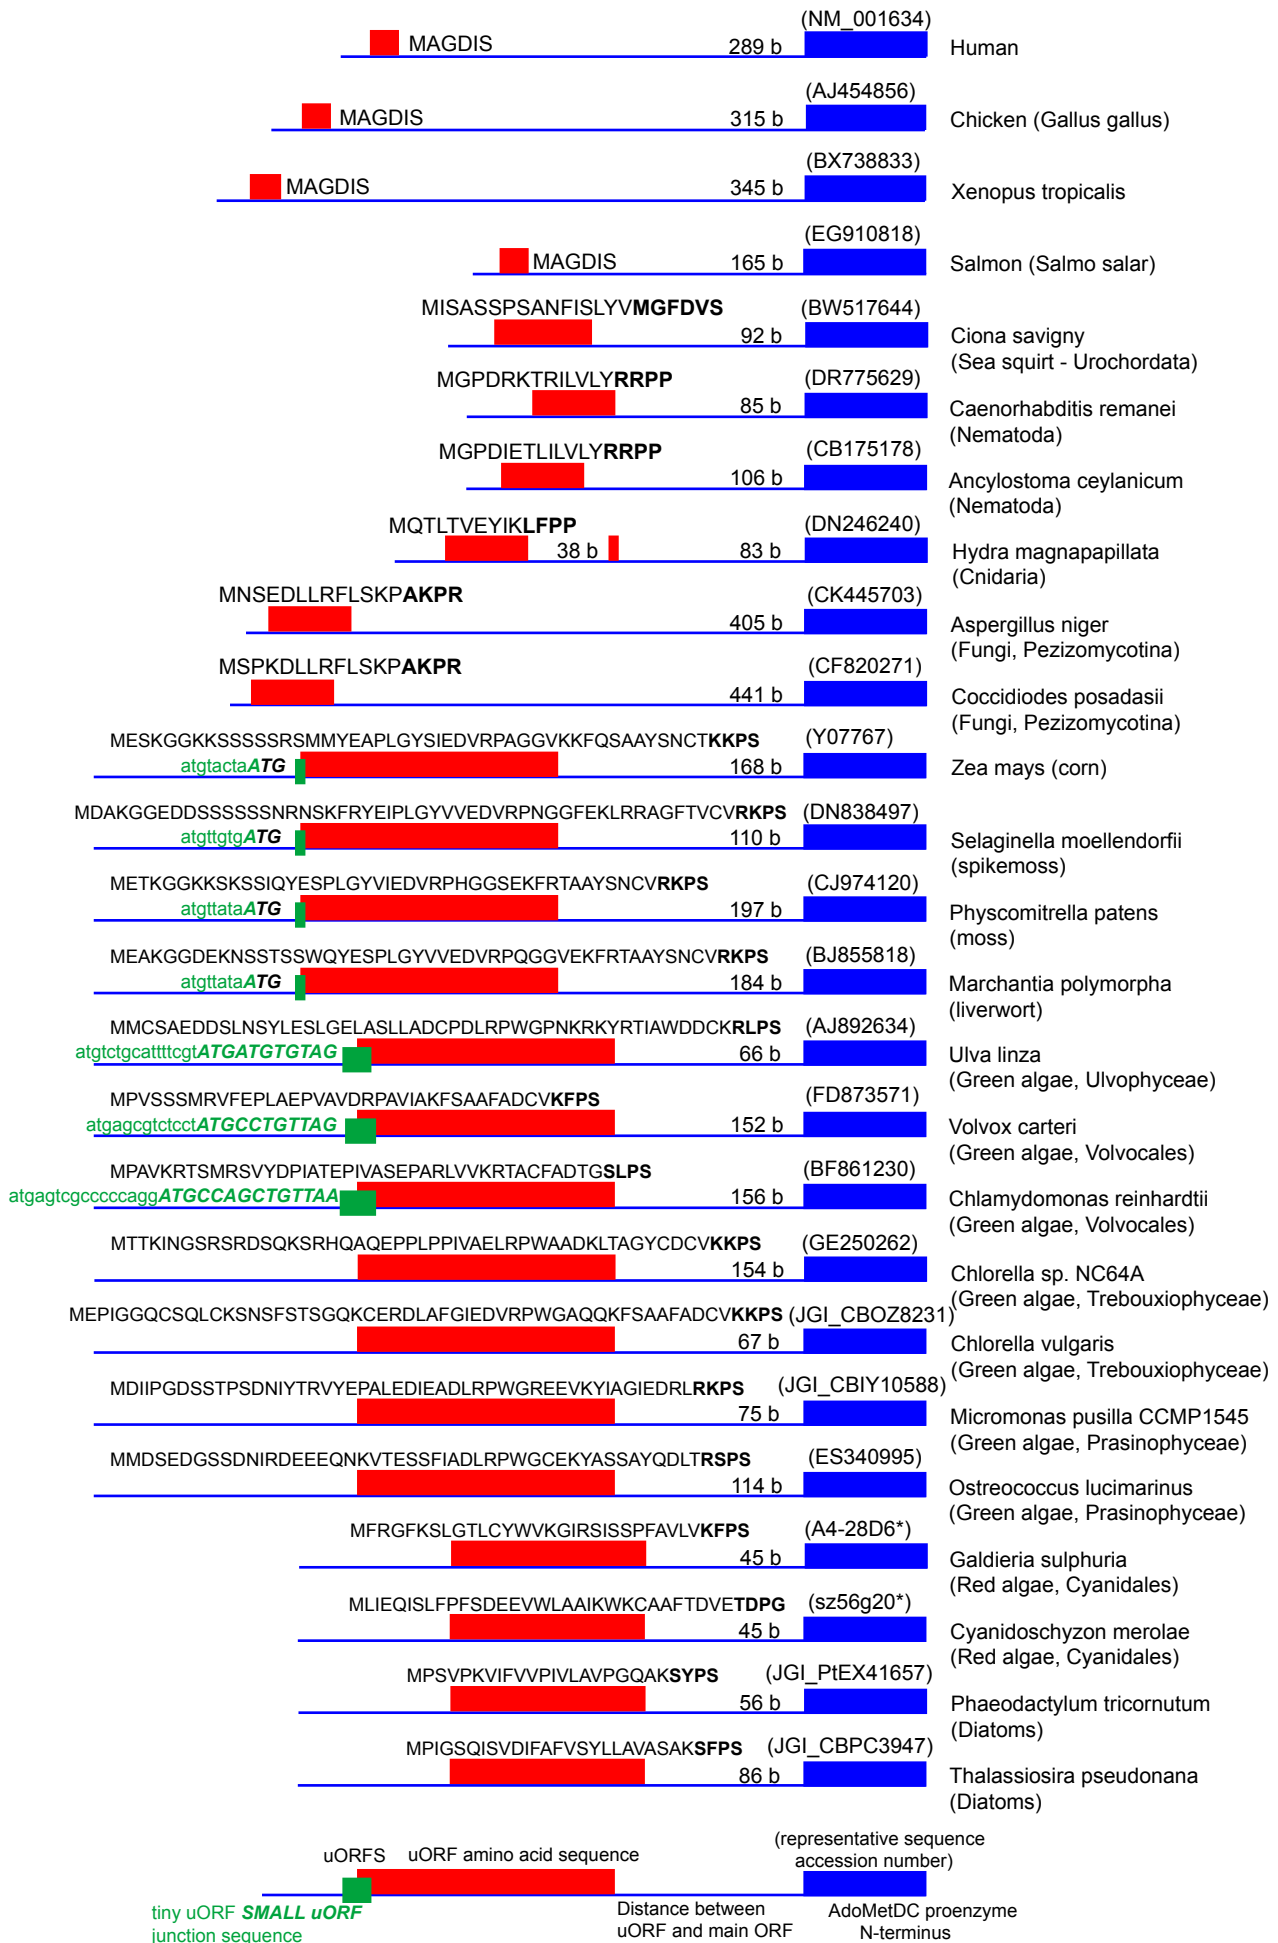 (NM_001634)
MAGDIS 289 b Human
(AJ454856)
MAGDIS 315 b Chicken (Gallus gallus)
(BX738833)
MAGDIS 345 b Xenopus tropicalis
(EG910818)
MAGDIS 165 b Salmon (Salmo salar)
MISASSPSANFISLYVMGFDVS (BW517644)
92 b Ciona savigny
(Sea squirt - Urochordata)
MGPDRKTRILVLYRRPP (DR775629)
85 b Caenorhabditis remanei
(Nematoda)
MGPDIETLILVLYRRPP (CB175178)
106 b Ancylostoma ceylanicum
(Nematoda)
MQTLTVEYIKLFPP (DN246240)
38 b 83 b Hydra magnapapillata
(Cnidaria)
MNSEDLLRFLSKPAKPR (CK445703)
405 b Aspergillus niger
(Fungi, Pezizomycotina)
MSPKDLLRFLSKPAKPR (CF820271)
441 b Coccidiodes posadasii
(Fungi, Pezizomycotina)
MESKGGKKSSSSSRSMMYEAPLGYSIEDVRPAGGVKKFQSAAYSNCTKKPS (Y07767)
atgtactaATG 168 b Zea mays (corn)
MDAKGGEDDSSSSSSNRNSKFRYEIPLGYVVEDVRPNGGFEKLRRAGFTVCVRKPS (DN838497)
atgttgtgATG 110 b Selaginella moellendorfii
(spikemoss)
METKGGKKSKSSIQYESPLGYVIEDVRPHGGSEKFRTAAYSNCVRKPS (CJ974120)
atgttataATG 197 b Physcomitrella patens
(moss)
MEAKGGDEKNSSTSSWQYESPLGYVVEDVRPQGGVEKFRTAAYSNCVRKPS (BJ855818)
atgttataATG 184 b Marchantia polymorpha
(liverwort)
MMCSAEDDSLNSYLESLGELASLLADCPDLRPWGPNKRKYRTIAWDDCKRLPS (AJ892634)
atgtctgcattttcgtATGATGTGTAG 66 b Ulva linza
(Green algae, Ulvophyceae)
MPVSSSMRVFEPLAEPVAVDRPAVIAKFSAAFADCVKFPS (FD873571)
atgagcgtctcctATGCCTGTTAG 152 b Volvox carteri
(Green algae, Volvocales)
MPAVKRTSMRSVYDPIATEPIVASEPARLVVKRTACFADTGSLPS (BF861230)
atgagtcgcccccaggATGCCAGCTGTTAA 156 b Chlamydomonas reinhardtii
(Green algae, Volvocales)
MTTKINGSRSRDSQKSRHQAQEPPLPPIVAELRPWAADKLTAGYCDCVKKPS (GE250262)
154 b Chlorella sp. NC64A
(Green algae, Trebouxiophyceae)
MEPIGGQCSQLCKSNSFSTSGQKCERDLAFGIEDVRPWGAQQKFSAAFADCVKKPS (JGI_CBOZ8231)
67 b Chlorella vulgaris
(Green algae, Trebouxiophyceae)
MDIIPGDSSTPSDNIYTRVYEPALEDIEADLRPWGREEVKYIAGIEDRLRKPS (JGI_CBIY10588)
75 b Micromonas pusilla CCMP1545
(Green algae, Prasinophyceae)
MMDSEDGSSDNIRDEEEQNKVTESSFIADLRPWGCEKYASSAYQDLTRSPS (ES340995)
114 b Ostreococcus lucimarinus
(Green algae, Prasinophyceae)
MFRGFKSLGTLCYWVKGIRSISSPFAVLVKFPS (A4-28D6*)
45 b Galdieria sulphuria
(Red algae, Cyanidales)
MLIEQISLFPFSDEEVWLAAIKWKCAAFTDVETDPG (sz56g20*)
45 b Cyanidoschyzon merolae
(Red algae, Cyanidales)
MPSVPKVIFVVPIVLAVPGQAKSYPS (JGI_PtEX41657)
56 b Phaeodactylum tricornutum
(Diatoms)
MPIGSQISVDIFAFVSYLLAVASAKSFPS (JGI_CBPC3947)
86 b Thalassiosira pseudonana
(Diatoms)
uORFS uORF amino acid sequence (representative sequence
accession number)
tiny uORF SMALL uORF Distance between AdoMetDC proenzyme
junction sequence uORF and main ORF N-terminus